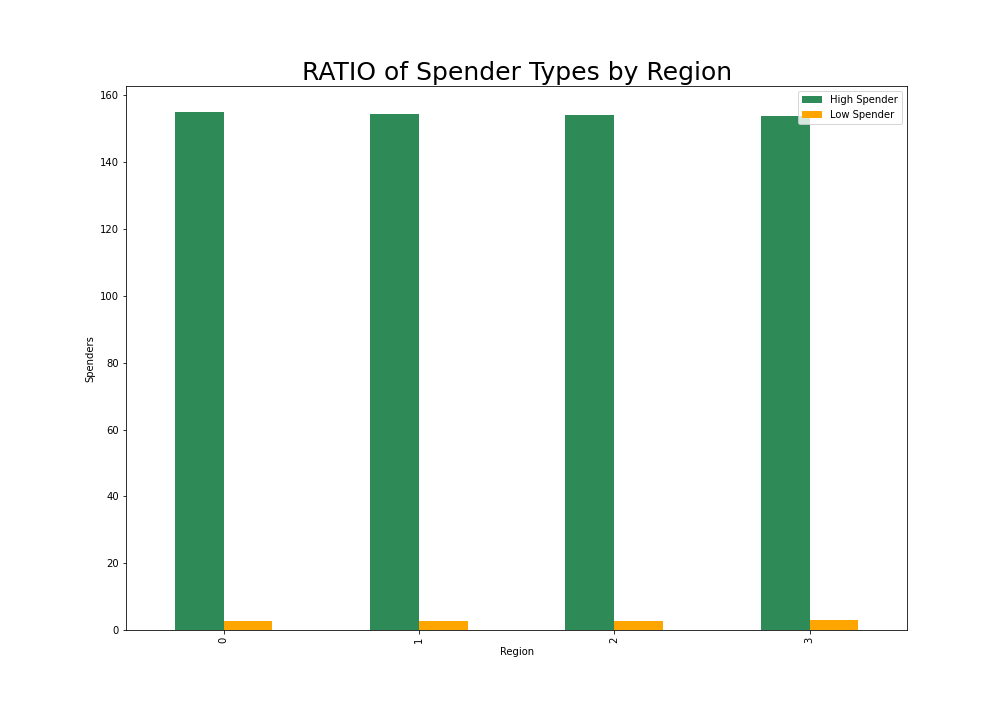 RATIO of Spender Types by Region
160
140
120
100
80
60
40
20
0
Spenders
High Spender
Low Spender
0
1
2
3
Region